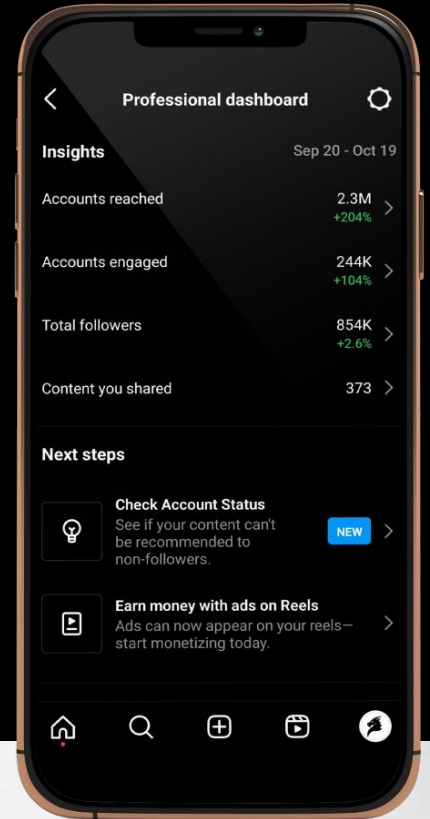 Professional dashboard
Insights
Sep 20 - Oct 19
Accounts reached
2.3M
+204%
Accounts engaged
244K
+104%
Total followers
854K
+2.6%
Content you shared
373
Next steps
Check Account Status
See if your content can't
be recommended to
non-followers.
NEW
Earn money with ads on Reels
Ads can now appear on your reels—
start monetizing today.